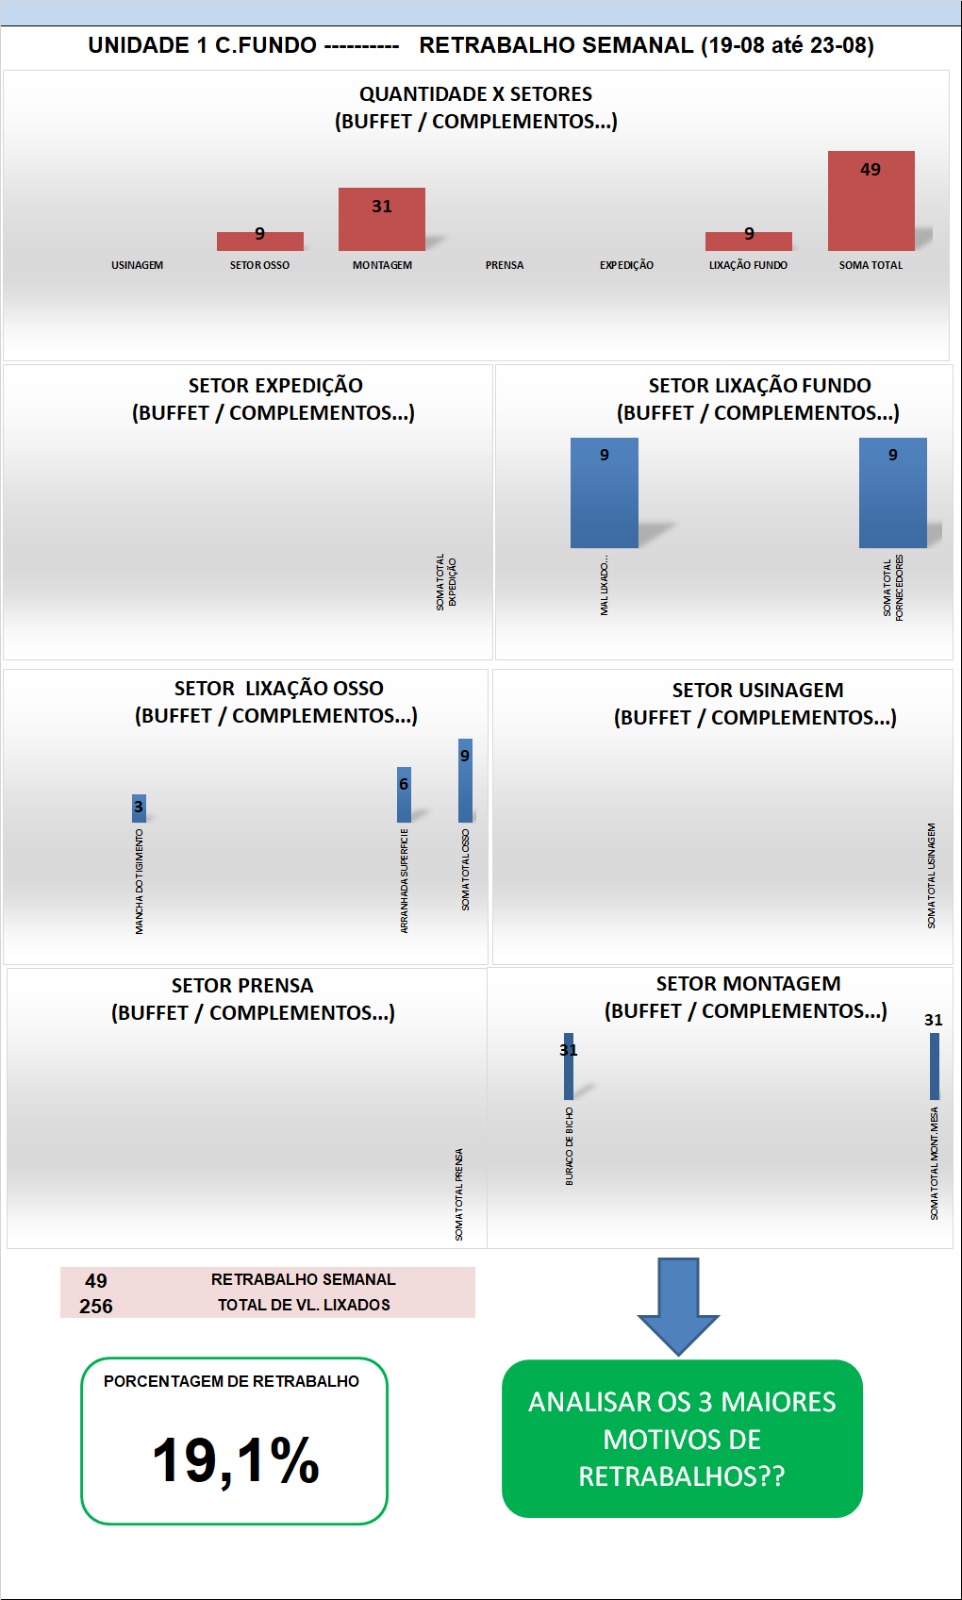 UNIDADE 1 C.FUNDO ---------- RETRABALHO SEMANAL (19-08 até 23-08)
QUANTIDADE X SETORES
(BUFFET / COMPLEMENTOS...)
9
31
9
49
USINAGEM
SETOR OSSO
MONTAGEM
PRENSA
EXPEDIÇÃO
LIXAÇÃO FUNDO
SOMA TOTAL
SETOR EXPEDIÇÃO
(BUFFET / COMPLEMENTOS...)
SOMA TOTAL
EXPEDIÇÃO
SETOR LIXAÇÃO FUNDO
(BUFFET / COMPLEMENTOS...)
9
9
MAL LIXADO...
SOMA TOTAL
FORNECEDORES
SETOR LIXAÇÃO OSSO
(BUFFET / COMPLEMENTOS...)
3
6
9
MANCHA DO TIGIMENTO
ARRANHADA SUPERFICIE
SOMA TOTAL OSSO
SETOR USINAGEM
(BUFFET / COMPLEMENTOS...)
SOMA TOTAL USINAGEM
SETOR PRENSA
(BUFFET / COMPLEMENTOS...)
SOMA TOTAL PRENSA
SETOR MONTAGEM
(BUFFET / COMPLEMENTOS...)
31
31
BURACO DE BICHO
SOMA TOTAL MONT.MESA
49 RETRABALHO SEMANAL
256 TOTAL DE VL. LIXADOS
PORCENTAGEM DE RETRABALHO
19,1%
ANALISAR OS 3 MAIORES
MOTIVOS DE
RETRABALHOS??